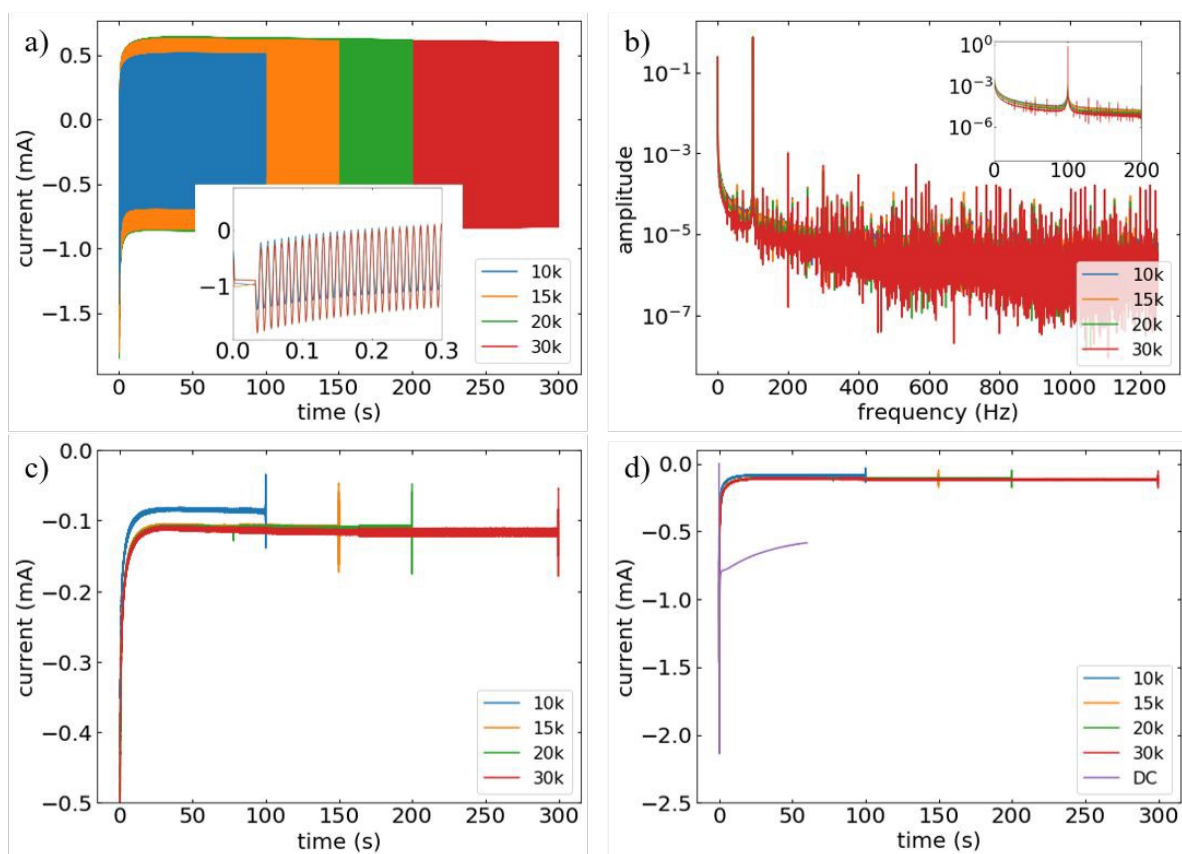 a)
current (mA)
0.5
0.0
−0.5
−1.0
−1.5
0
−1
0.0 0.1 0.2 0.3
10k
15k
20k
30k
0 50 100 150 200 250 300
time (s)
b)
amplitude
10⁻¹
10⁻³
10⁻⁵
10⁻⁷
10⁰
10⁻³
10⁻⁶
0 100 200
10k
15k
20k
30k
0 200 400 600 800 1000 1200
frequency (Hz)
c)
current (mA)
0.0
−0.1
−0.2
−0.3
−0.4
−0.5
10k
15k
20k
30k
0 50 100 150 200 250 300
time (s)
d)
current (mA)
0.0
−0.5
−1.0
−1.5
−2.0
−2.5
10k
15k
20k
30k
DC
0 50 100 150 200 250 300
time (s)